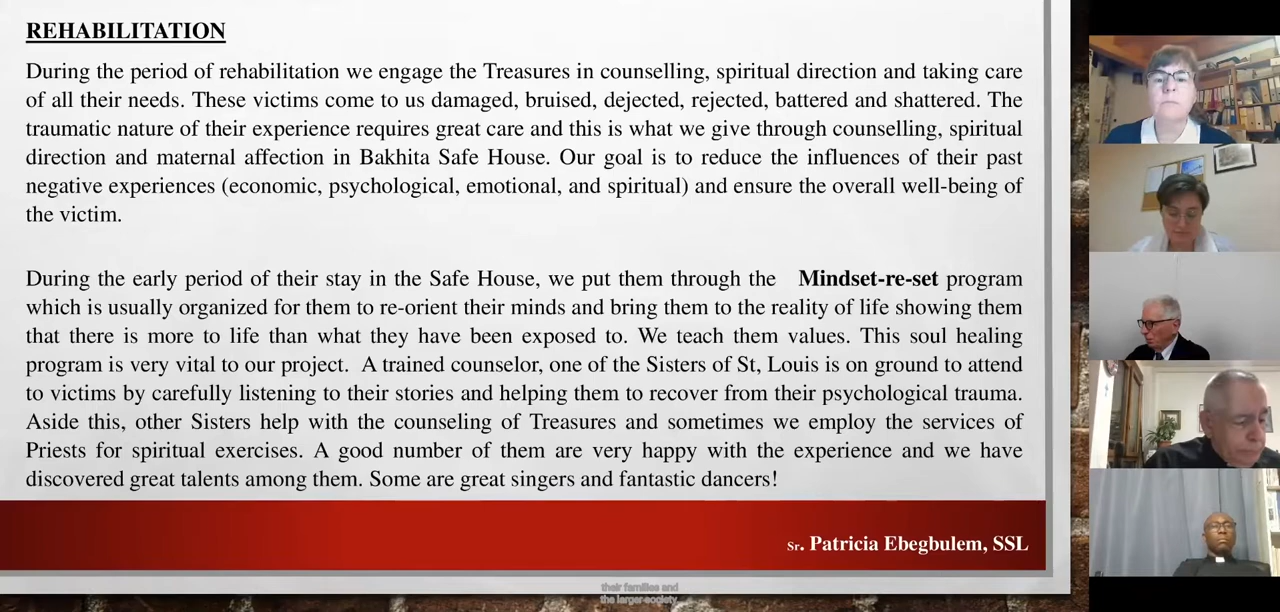 REHABILITATION
During the period of rehabilitation we engage the Treasures in counselling, spiritual direction and taking care
of all their needs. These victims come to us damaged, bruised, dejected, rejected, battered and shattered. The
traumatic nature of their experience requires great care and this is what we give through counselling, spiritual
direction and maternal affection in Bakhita Safe House. Our goal is to reduce the influences of their past
negative experiences (economic, psychological, emotional, and spiritual) and ensure the overall well-being of
the victim.
During the early period of their stay in the Safe House, we put them through the Mindset-re-set program
which is usually organized for them to re-orient their minds and bring them to the reality of life showing them
that there is more to life than what they have been exposed to. We teach them values. This soul healing
program is very vital to our project. A trained counselor, one of the Sisters of St, Louis is on ground to attend
to victims by carefully listening to their stories and helping them to recover from their psychological trauma.
Aside this, other Sisters help with the counseling of Treasures and sometimes we employ the services of
Priests for spiritual exercises. A good number of them are very happy with the experience and we have
discovered great talents among them. Some are great singers and fantastic dancers!
Sr. Patricia Ebegbulem, SSL
their families and
the larger society